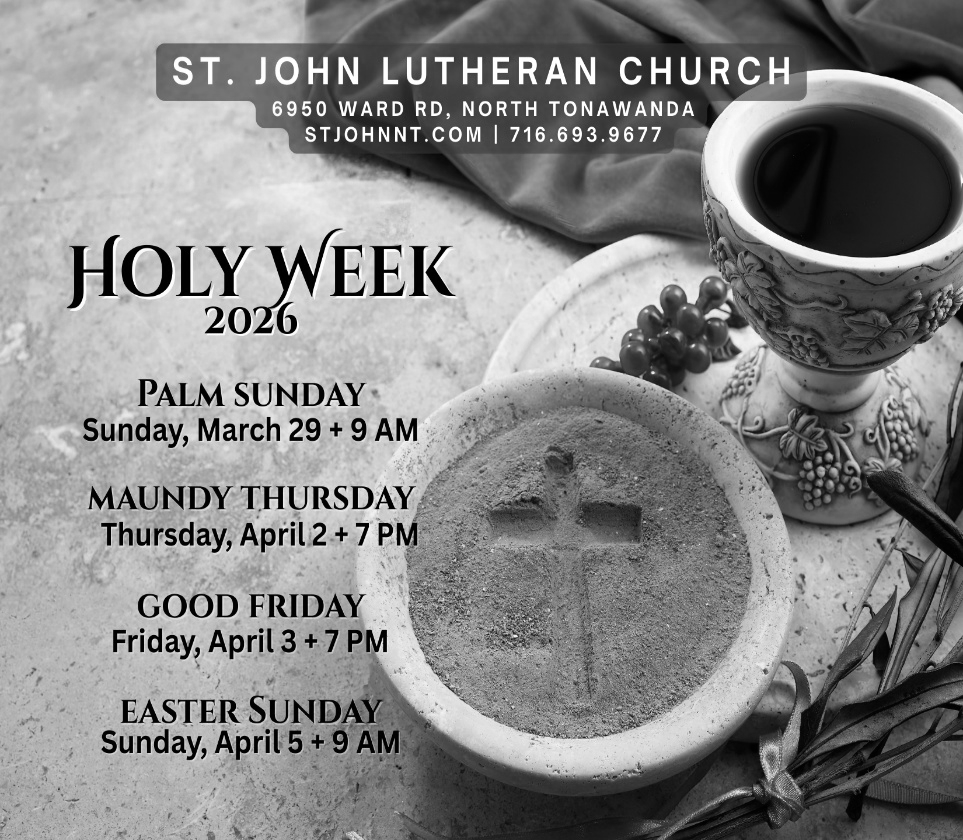 ST. JOHN LUTHERAN CHURCH
6950 WARD RD, NORTH TONAWANDA
STJOHNNT.COM | 716.693.9677
HOLY WEEK
2026
PALM SUNDAY
Sunday, March 29 + 9 AM
MAUNDY THURSDAY
Thursday, April 2 + 7 PM
GOOD FRIDAY
Friday, April 3 + 7 PM
EASTER SUNDAY
Sunday, April 5 + 9 AM